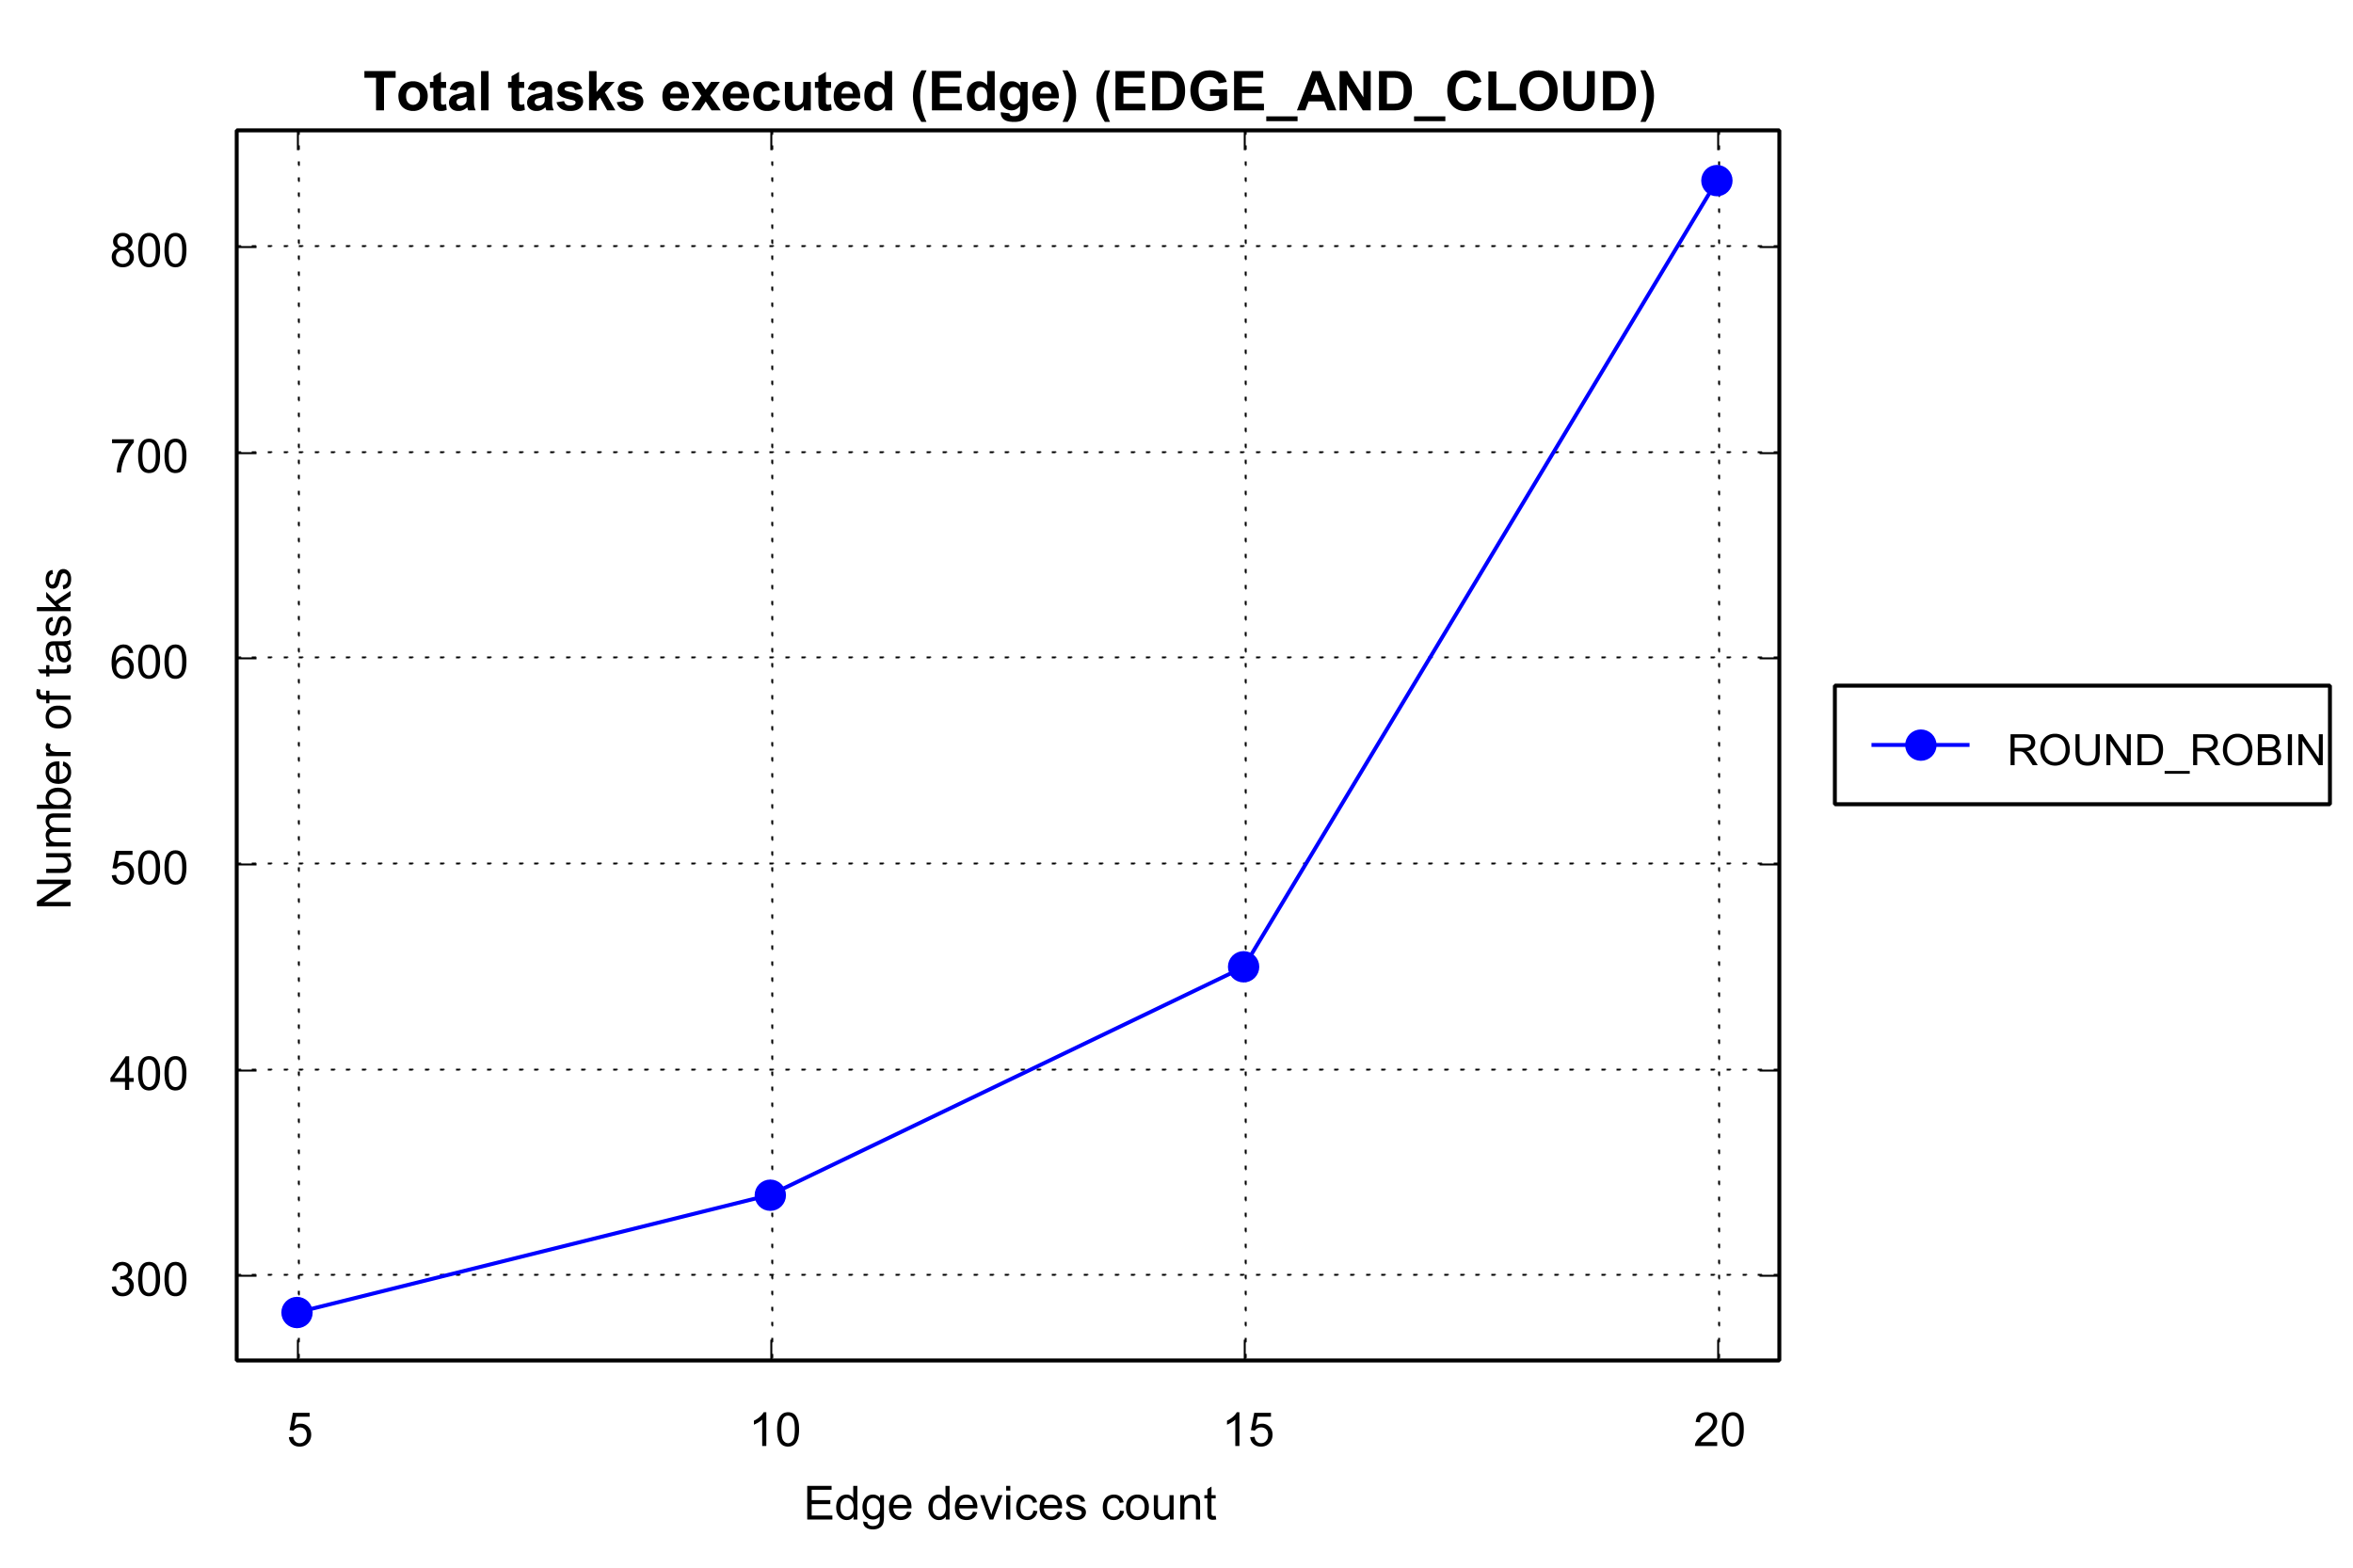 Total tasks executed (Edge) (EDGE_AND_CLOUD)
800
700
600
500
400
300
Number of tasks
5 10 15 20
Edge devices count
ROUND_ROBIN